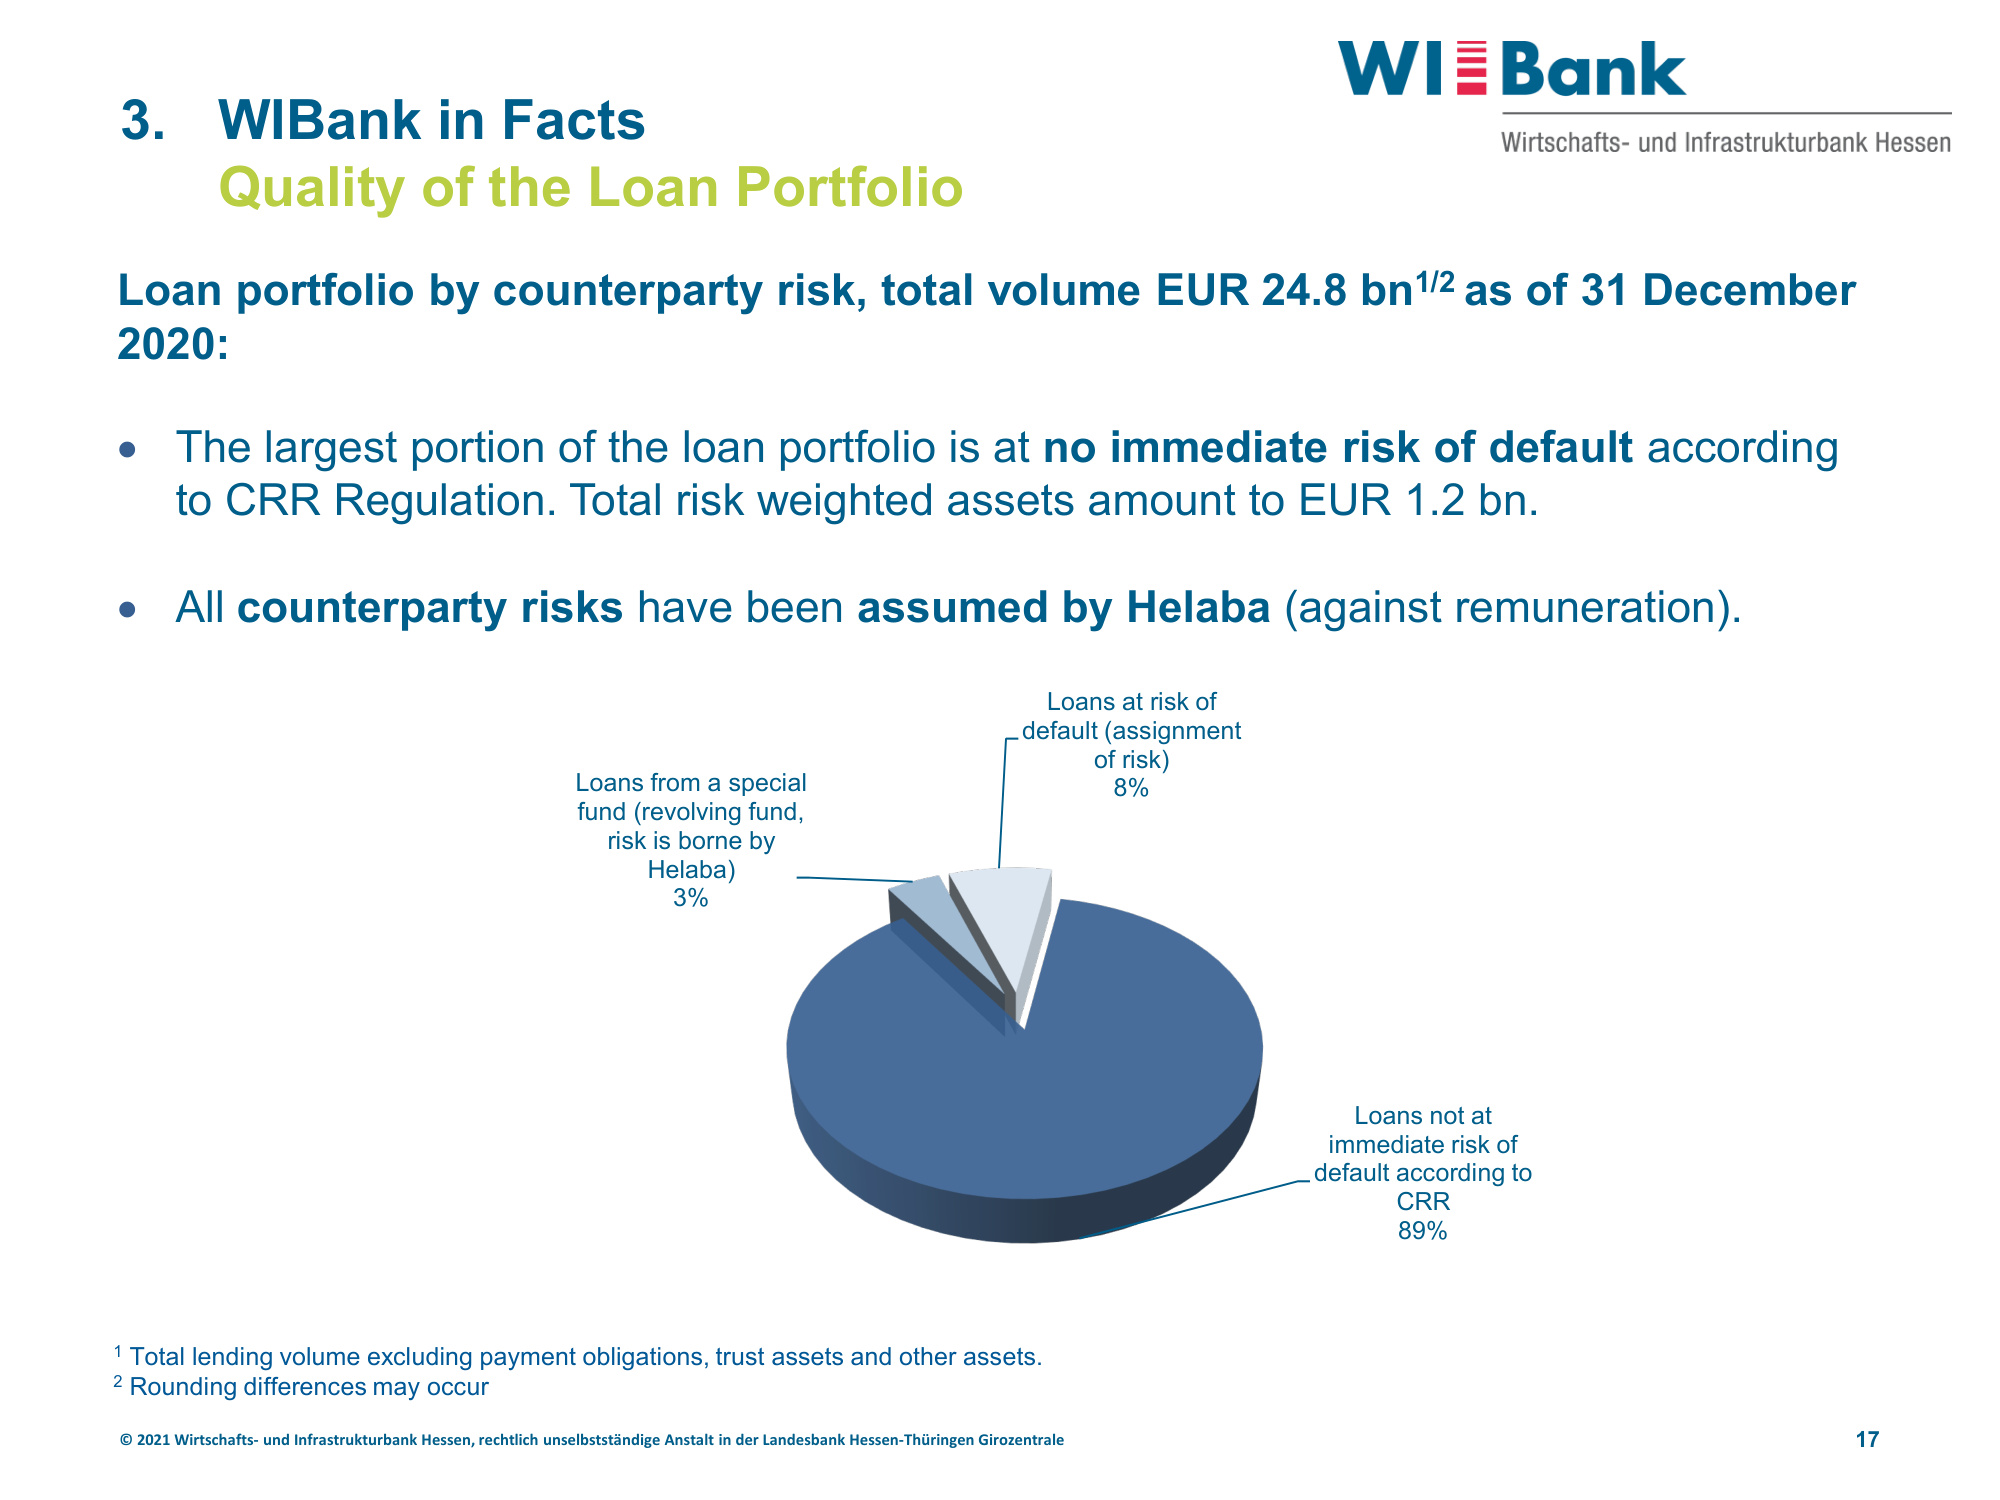 WIBank
Wirtschafts- und Infrastrukturbank Hessen
3. WIBank in Facts
Quality of the Loan Portfolio
Loan portfolio by counterparty risk, total volume EUR 24.8 bn1/2 as of 31 December
2020:
• The largest portion of the loan portfolio is at no immediate risk of default according
to CRR Regulation. Total risk weighted assets amount to EUR 1.2 bn.
• All counterparty risks have been assumed by Helaba (against remuneration).
Loans at risk of
default (assignment
of risk)
8%
Loans from a special
fund (revolving fund,
risk is borne by
Helaba)
3%
Loans not at
immediate risk of
default according to
CRR
89%
1 Total lending volume excluding payment obligations, trust assets and other assets.
2 Rounding differences may occur
© 2021 Wirtschafts- und Infrastrukturbank Hessen, rechtlich unselbstständige Anstalt in der Landesbank Hessen-Thüringen Girozentrale
17